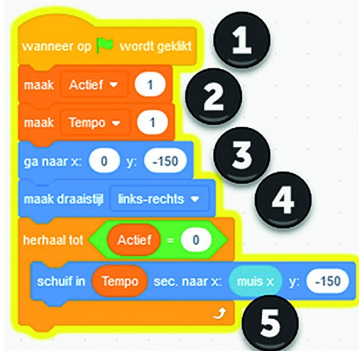 wanneer op wordt geklikt 1
maak Actief 1 2
maak Tempo 1
ga naar x: 0 y: -150 3
maak draaistijl links-rechts 4
herhaal tot Actief = 0
schuif in Tempo sec. naar x: muis x y: -150
5